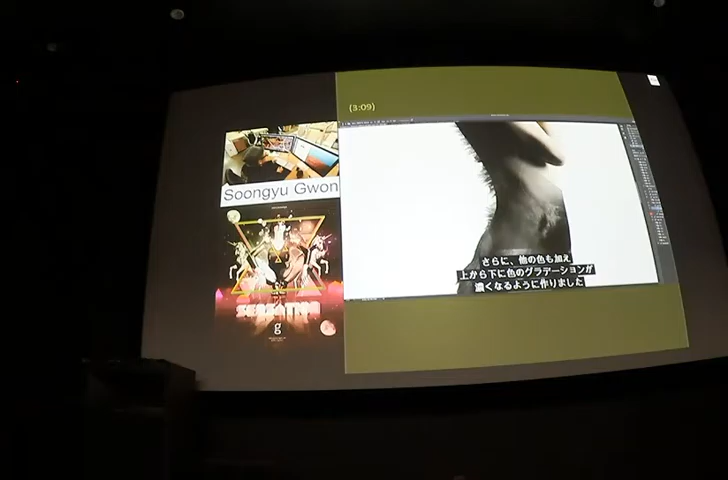 (3:09)
Soongyu Gwon
SENSATION
g
さらに、他の色も加え
上から下に色のグラデーションが
濃くなるように作りました